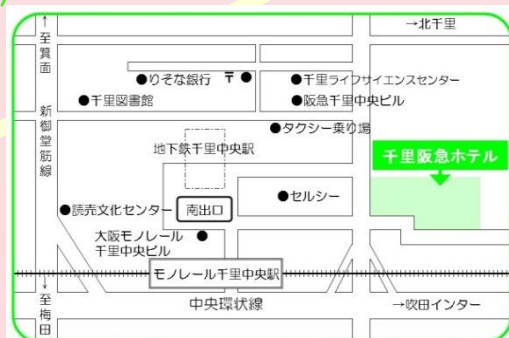 →北千里
↑至箕面
●りそな銀行
〒●
●千里ライフサイエンスセンター
●千里図書館
●阪急千里中央ビル
新御堂筋線
●タクシー乗り場
地下鉄千里中央駅
千里阪急ホテル
●セルシー
●読売文化センター
南出口
大阪モノレール
千里中央ビル
モノレール千里中央駅
中央環状線
→吹田インター
↓至梅田